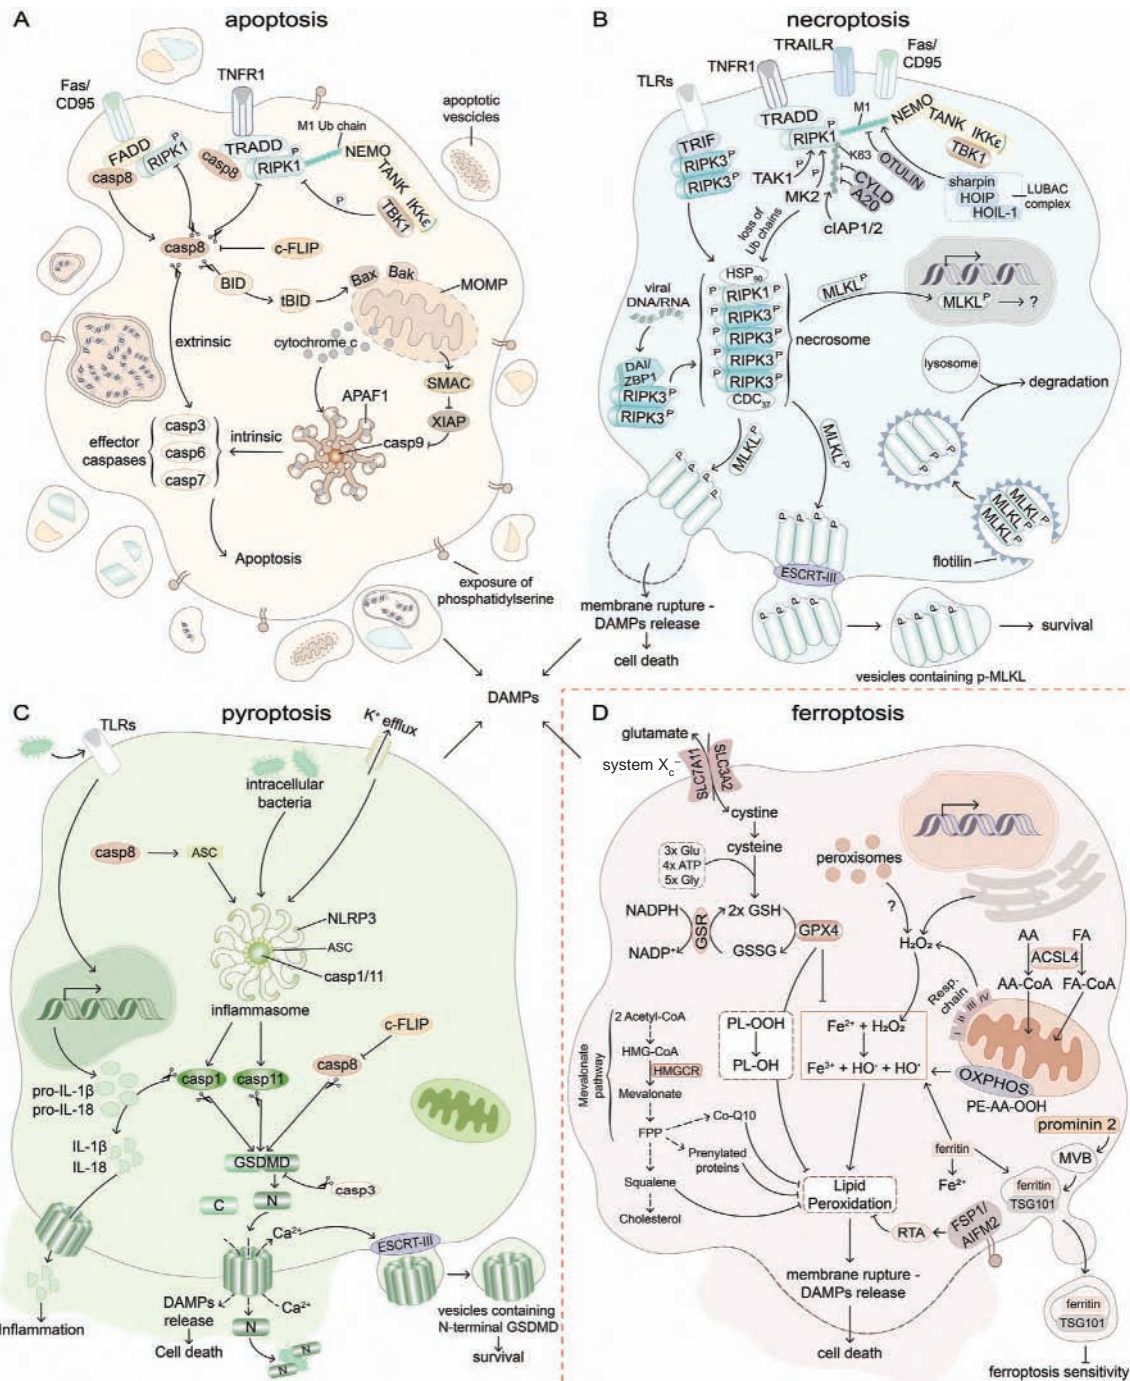 A
apoptosis
Fas/
CD95
TNFR1
apoptotic
vescicles
M1 Ub chain
FADD
RIPK1
P
casp8
casp8
TRADD
RIPK1
P
NEMO
TANK
IKKε
TBK1
P
casp8
c-FLIP
BID
tBID
Bax
Bak
MOMP
cytochrome c
extrinsic
SMAC
XIAP
APAF1
casp9
effector
caspases
casp3
casp6
casp7
intrinsic
Apoptosis
exposure of
phosphatidylserine
B
necroptosis
TLRs
TNFR1
TRAILR
Fas/
CD95
TRIF
RIPK3 P
RIPK3 P
TRADD
RIPK1
P
M1
NEMO
TANK
IKKε
TBK1
K63
TAK1
P
MK2
P
OTULIN
CYLD
A20
cIAP1/2
sharpin
HOIP
HOIL-1
LUBAC
complex
loss of
Ub chains
viral
DNA/RNA
DAI/
ZBP1
RIPK3 P
RIPK3 P
HSP90
P RIPK1 P
P RIPK3 P
P RIPK3 P
P RIPK3 P
P RIPK3 P
CDC37
necrosome
MLKL P
MLKL P
?
lysosome
degradation
MLKL P
MLKL P
P P P P
P P P
MLKL
MLKL P
MLKL P
MLKL P
flotilin
P P P P
ESCRT-III
P P P P
P P P P
survival
vesicles containing p-MLKL
membrane rupture -
DAMPs release
cell death
DAMPs
C
pyroptosis
TLRs
K⁺ efflux
intracellular
bacteria
casp8
ASC
NLRP3
ASC
casp1/11
inflammasome
c-FLIP
casp1
casp11
casp8
pro-IL-1β
pro-IL-18
IL-1β
IL-18
GSDMD
casp3
C
N
Ca²⁺
ESCRT-III
DAMPs
release
Ca²⁺
N
Cell death
N
N
Inflammation
vesicles containing
N-terminal GSDMD
survival
D
ferroptosis
glutamate
system Xc⁻
SLC7A11
SLC3A2
cystine
cysteine
3x Glu
4x ATP
5x Gly
peroxisomes
?
NADPH
NADP⁺
GSR
2x GSH
GSSG
GPX4
H₂O₂
AA
FA
ACSL4
AA-CoA
FA-CoA
Resp.
chain
I
II
III
IV
Mevalonate
pathway
2 Acetyl-CoA
HMG-CoA
HMGCR
Mevalonate
FPP
Co-Q10
Prenylated
proteins
Squalene
Cholesterol
PL-OOH
PL-OH
Fe²⁺ + H₂O₂
Fe³⁺ + HO⁻ + HO•
OXPHOS
PE-AA-OOH
prominin 2
MVB
ferritin
Fe²⁺
ferritin
TSG101
Lipid
Peroxidation
RTA
FSP1/
AIFM2
membrane rupture -
DAMPs release
cell death
ferritin
TSG101
ferroptosis sensitivity